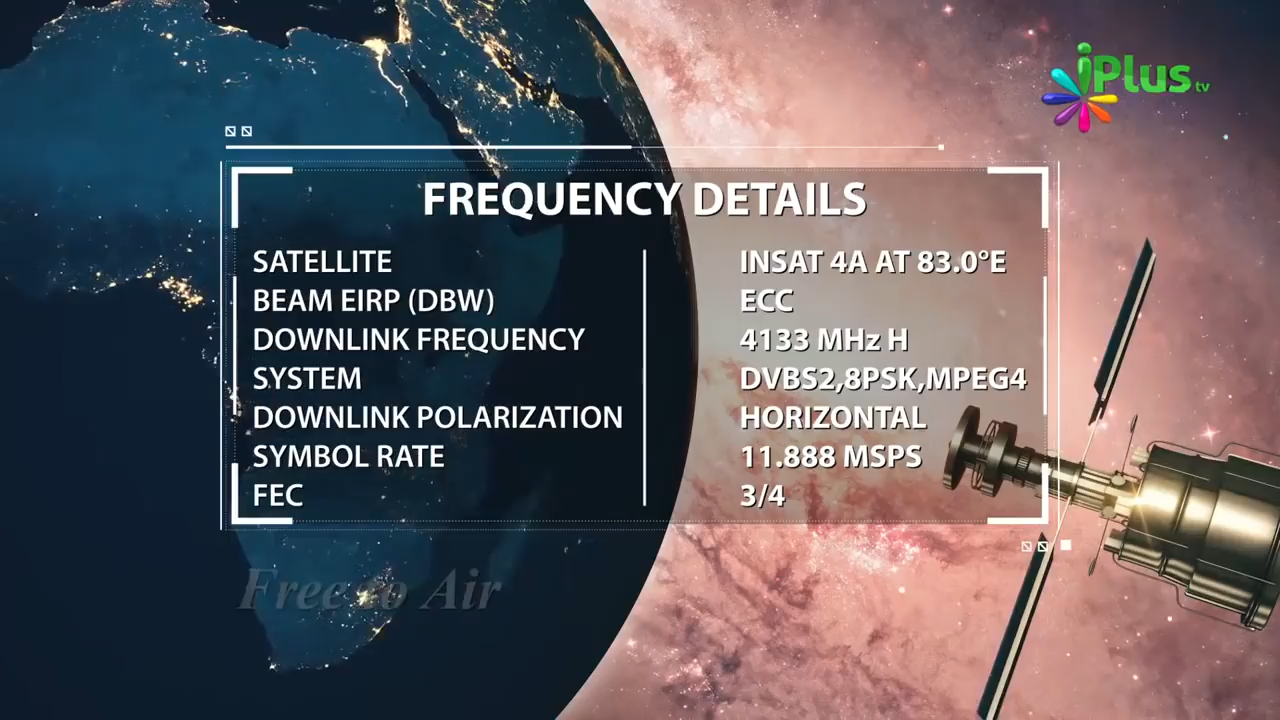 iPlus tv
FREQUENCY DETAILS
SATELLITE INSAT 4A AT 83.0°E
BEAM EIRP (DBW) ECC
DOWNLINK FREQUENCY 4133 MHz H
SYSTEM DVBS2,8PSK,MPEG4
DOWNLINK POLARIZATION HORIZONTAL
SYMBOL RATE 11.888 MSPS
FEC 3/4
Free to Air